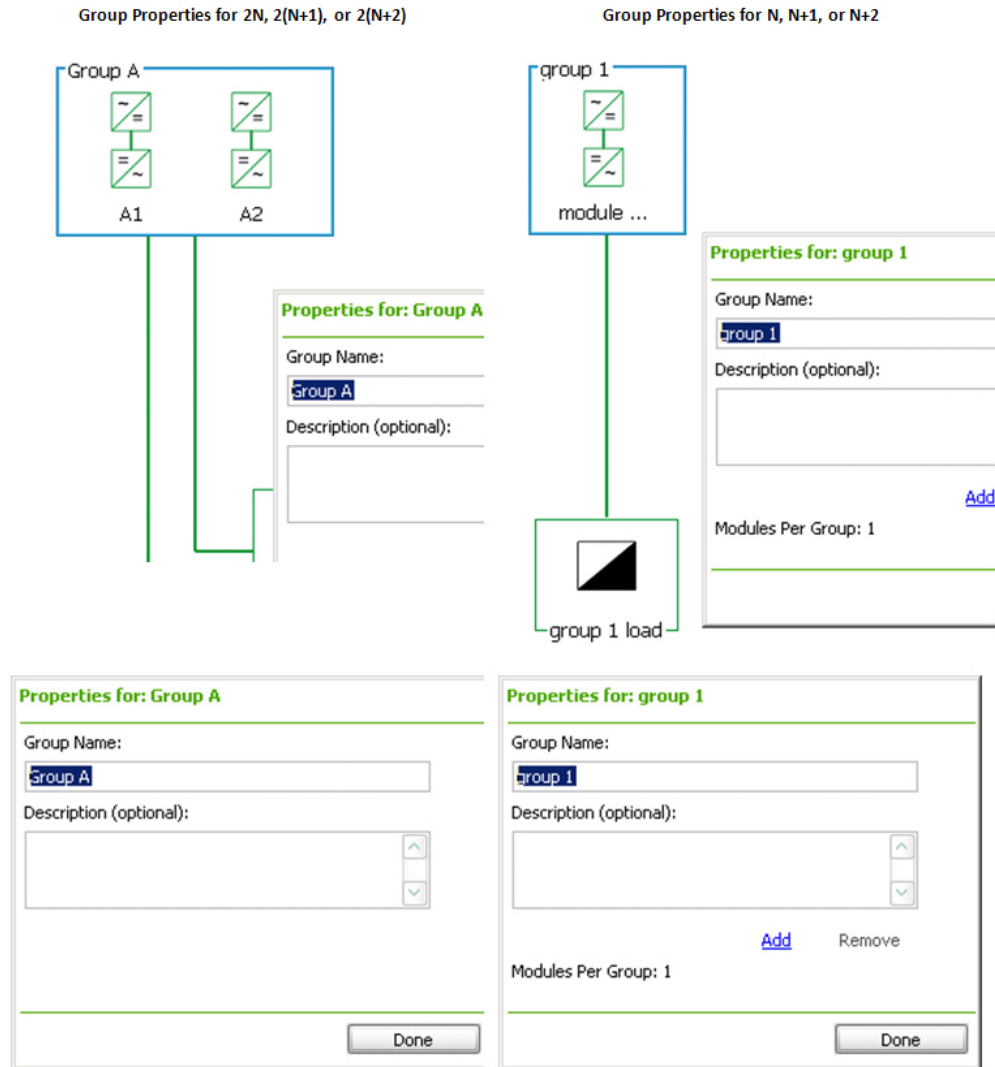 Group Properties for 2N, 2(N+1), or 2(N+2)
Group Properties for N, N+1, or N+2
Group A
~
=
~
=
=
~
=
~
A1
A2
Properties for: Group A
Group Name:
Group A
Description (optional):
group 1
~
=
=
~
module ...
group 1 load
Properties for: group 1
Group Name:
group 1
Description (optional):
Add
Modules Per Group: 1
Properties for: Group A
Group Name:
Group A
Description (optional):
Done
Properties for: group 1
Group Name:
group 1
Description (optional):
Add Remove
Modules Per Group: 1
Done